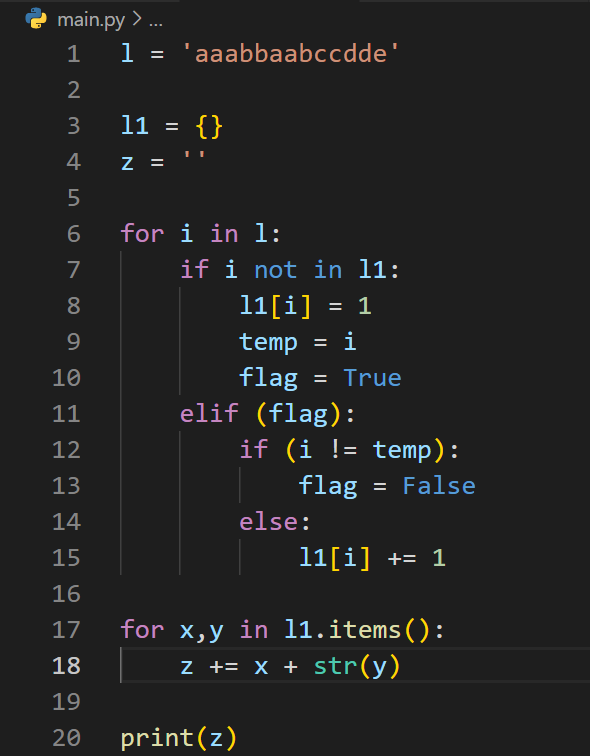 main.py > ...
1 l = 'aaabbaabccdde'
2
3 l1 = {}
4 z = ''
5
6 for i in l:
7     if i not in l1:
8         l1[i] = 1
9         temp = i
10         flag = True
11     elif (flag):
12         if (i != temp):
13             flag = False
14         else:
15             l1[i] += 1
16
17 for x,y in l1.items():
18     z += x + str(y)
19
20 print(z)